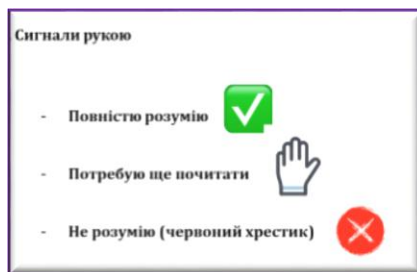 Сигнали рукою
- Повністю розумію
- Потребую ще почитати
- Не розумію (червоний хрестик)